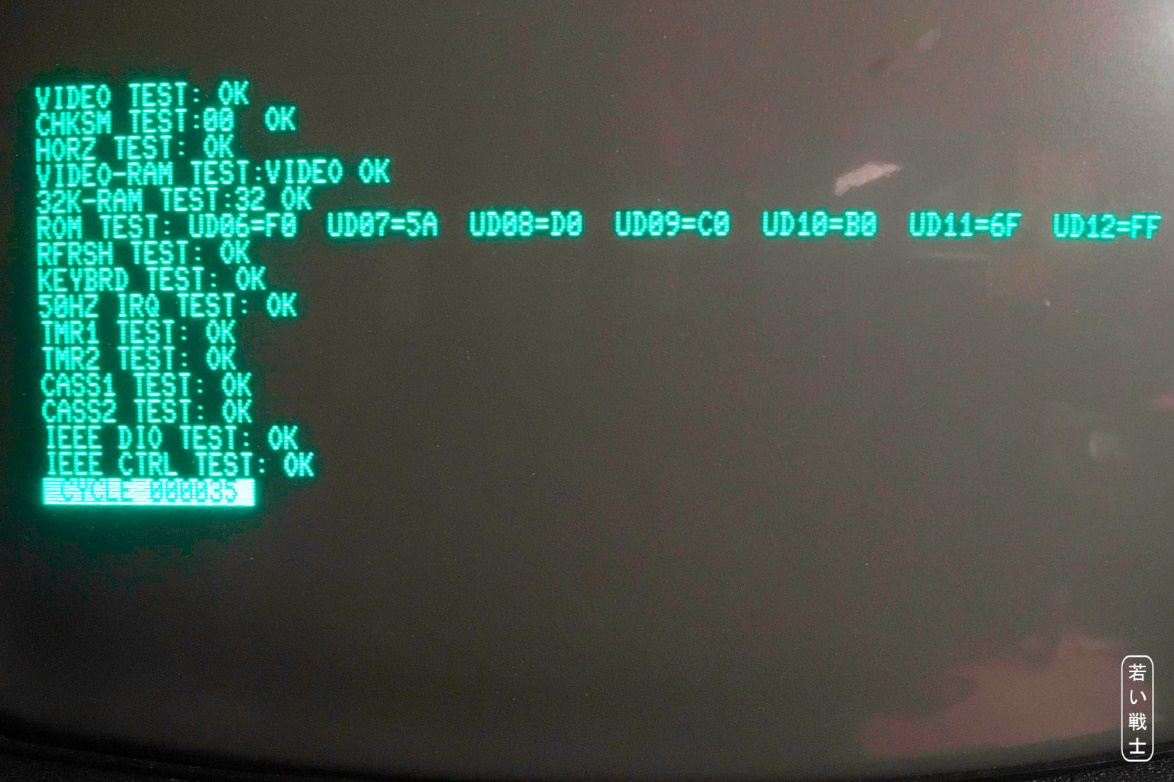 VIDEO TEST: OK
CHKSM TEST:00  OK
HORZ TEST: OK
VIDEO-RAM TEST:VIDEO OK
32K-RAM TEST:32 OK
ROM TEST: UD06=F0  UD07=5A  UD08=D0  UD09=C0  UD10=B0  UD11=6F  UD12=FF
RFRSH TEST: OK
KEYBRD TEST: OK
50HZ IRQ TEST: OK
TMR1 TEST: OK
TMR2 TEST: OK
CASS1 TEST: OK
CASS2 TEST: OK
IEEE DIO TEST: OK
IEEE CTRL TEST: OK
CYCLE 000035
若い戦士